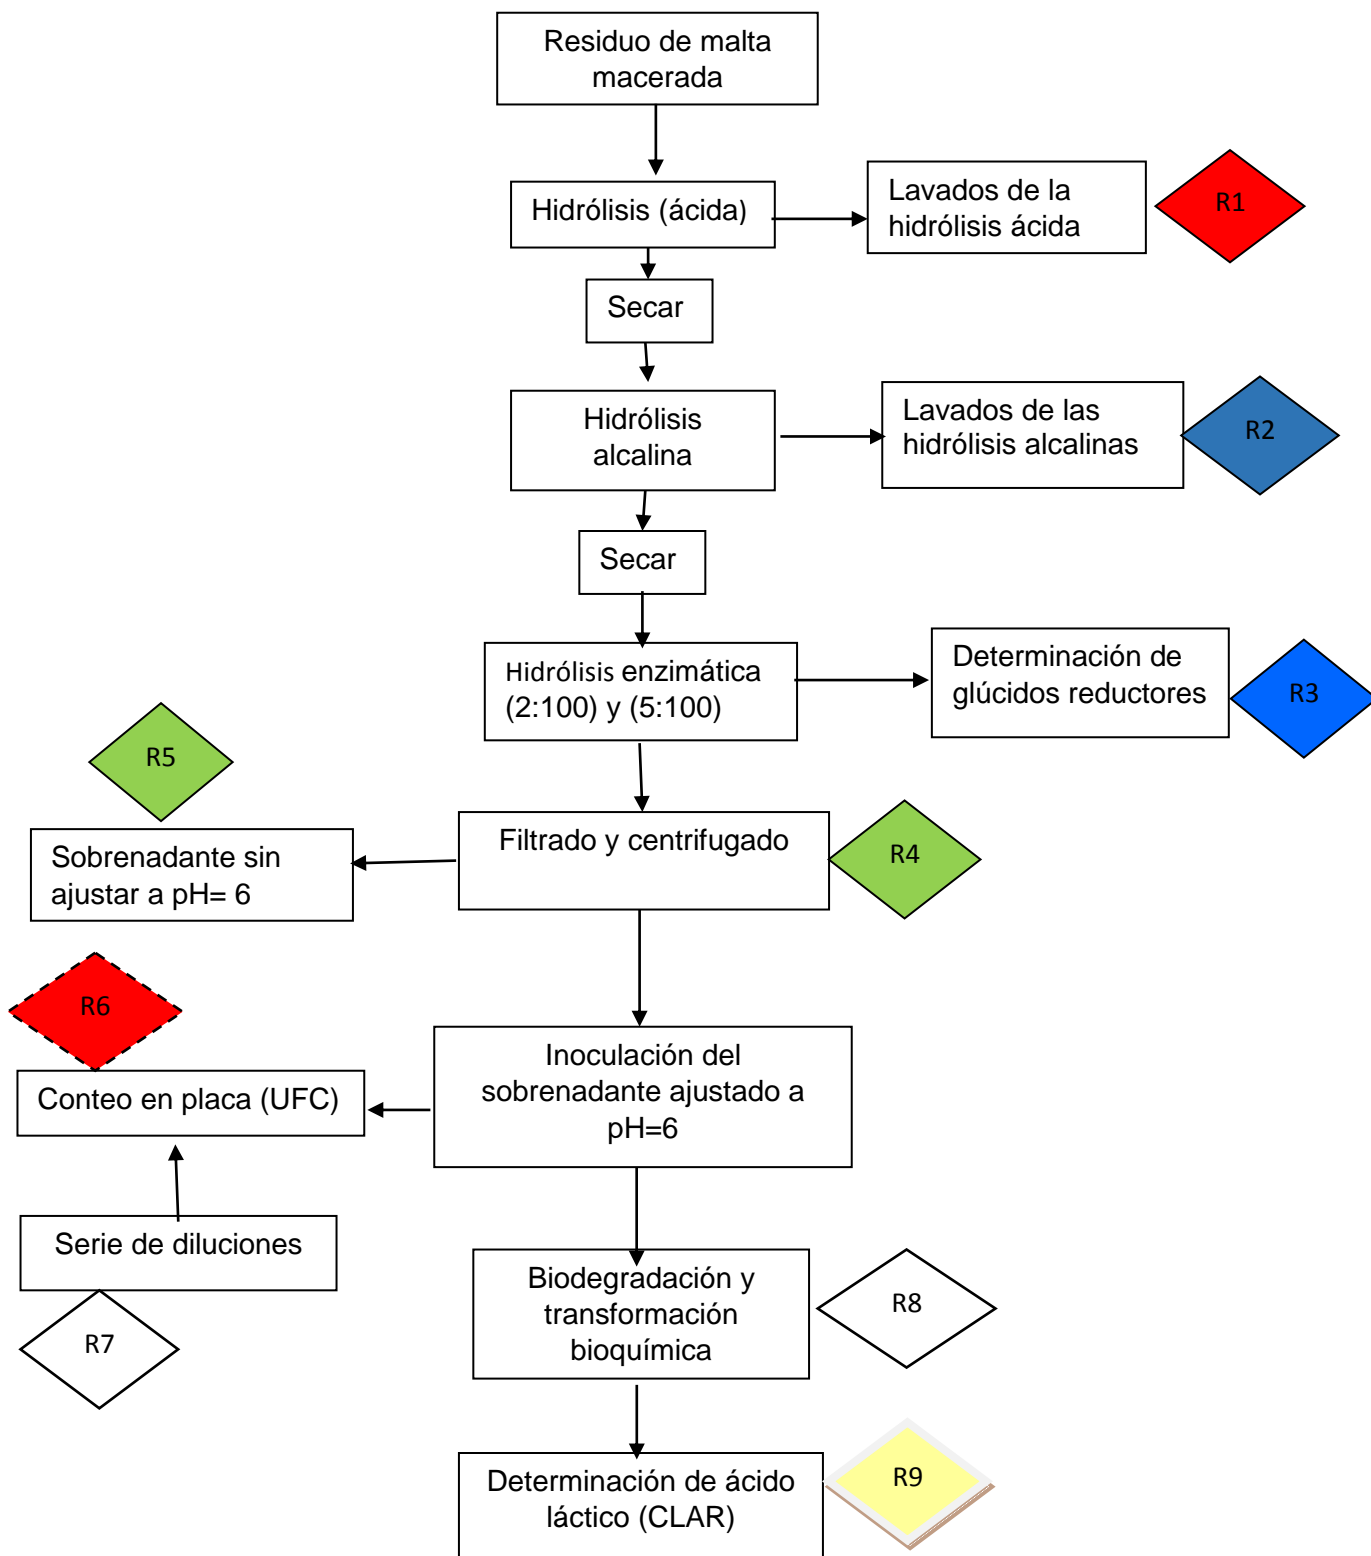 Residuo de malta
macerada
Hidrólisis (ácida)
Lavados de la
hidrólisis ácida
R1
Secar
Hidrólisis
alcalina
Lavados de las
hidrólisis alcalinas
R2
Secar
Hidrólisis enzimática
(2:100) y (5:100)
Determinación de
glúcidos reductores
R3
R5
Sobrenadante sin
ajustar a pH= 6
Filtrado y centrifugado
R4
R6
Conteo en placa (UFC)
Inoculación del
sobrenadante ajustado a
pH=6
Serie de diluciones
R7
Biodegradación y
transformación
bioquímica
R8
Determinación de ácido
láctico (CLAR)
R9